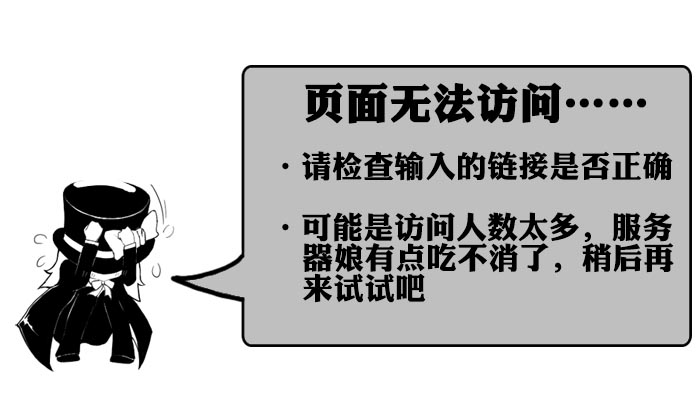 页面无法访问……
· 请检查输入的链接是否正确
· 可能是访问人数太多，服务
器娘有点吃不消了，稍后再
来试试吧